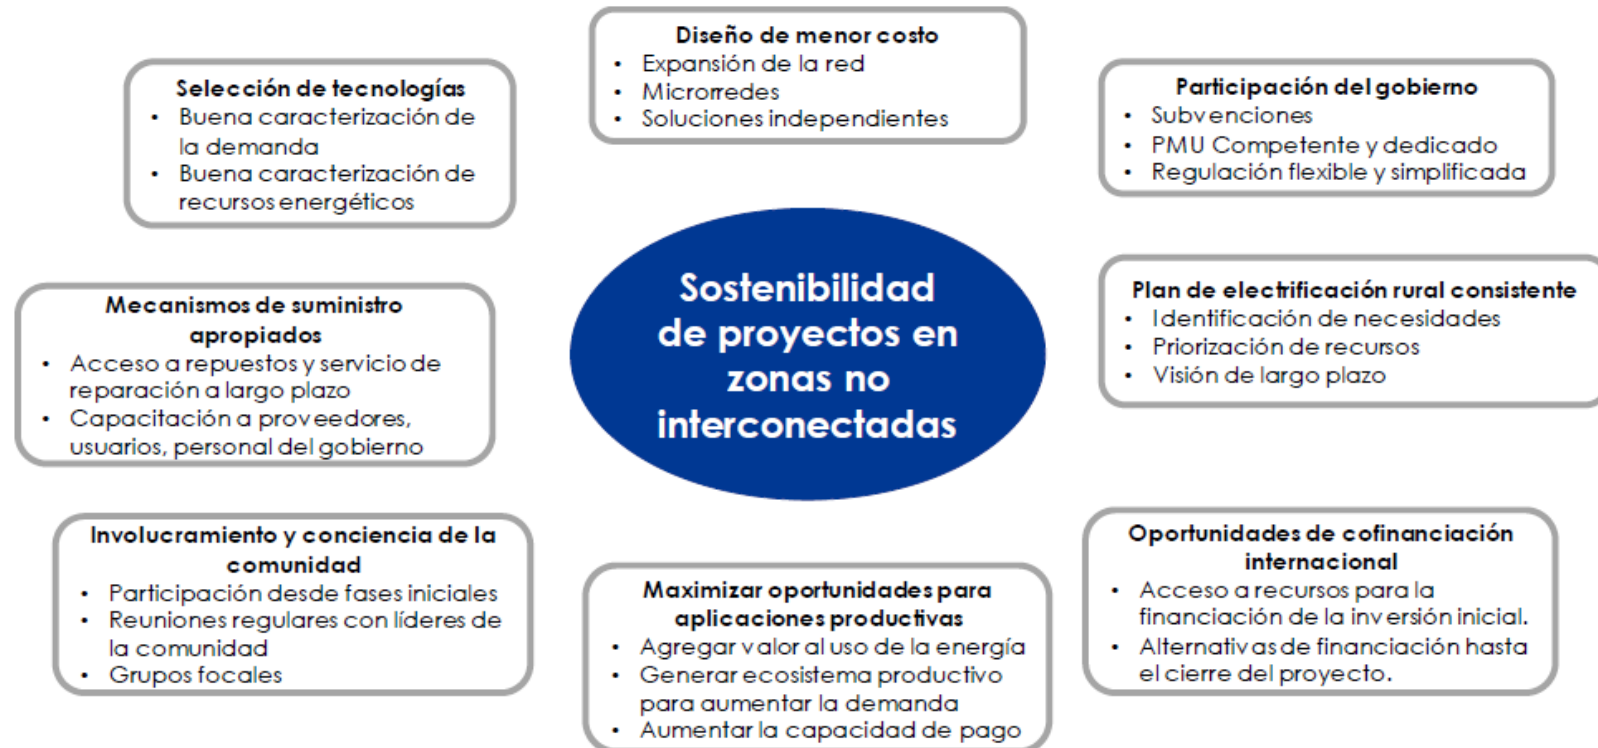 Diseño de menor costo
• Expansión de la red
• Microrredes
• Soluciones independientes
Selección de tecnologías
• Buena caracterización de
la demanda
• Buena caracterización de
recursos energéticos
Participación del gobierno
• Subvenciones
• PMU Competente y dedicado
• Regulación flexible y simplificada
Sostenibilidad
de proyectos en
zonas no
interconectadas
Mecanismos de suministro
apropiados
• Acceso a repuestos y servicio de
reparación a largo plazo
• Capacitación a proveedores,
usuarios, personal del gobierno
Plan de electrificación rural consistente
• Identificación de necesidades
• Priorización de recursos
• Visión de largo plazo
Involucramiento y conciencia de la
comunidad
• Participación desde fases iniciales
• Reuniones regulares con líderes de
la comunidad
• Grupos focales
Maximizar oportunidades para
aplicaciones productivas
• Agregar valor al uso de la energía
• Generar ecosistema productivo
para aumentar la demanda
• Aumentar la capacidad de pago
Oportunidades de cofinanciación
internacional
• Acceso a recursos para la
financiación de la inversión inicial.
• Alternativas de financiación hasta
el cierre del proyecto.